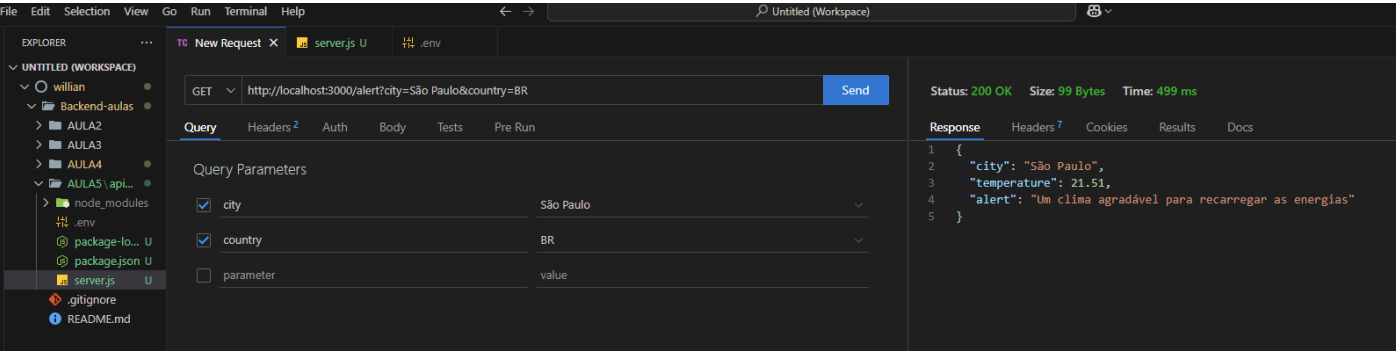 File Edit Selection View Go Run Terminal Help ← → Untitled (Workspace)
EXPLORER ···
UNTITLED (WORKSPACE)
willian
Backend-aulas
AULA2
AULA3
AULA4
AULA5\api...
node_modules
.env
package-lo... U
package.json U
server.js U
.gitignore
README.md
TC New Request × JS server.js U .env
GET http://localhost:3000/alert?city=São Paulo&country=BR Send
Query Headers 2 Auth Body Tests Pre Run
Query Parameters
city São Paulo
country BR
parameter value
Status: 200 OK Size: 99 Bytes Time: 499 ms
Response Headers 7 Cookies Results Docs
1 {
2 "city": "São Paulo",
3 "temperature": 21.51,
4 "alert": "Um clima agradável para recarregar as energias"
5 }